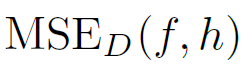 MSE_D(f, h)